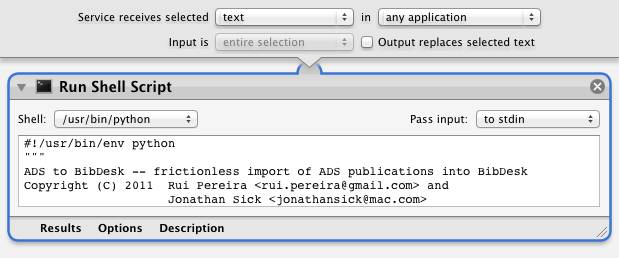 Service receives selected text in any application
Input is entire selection Output replaces selected text
Run Shell Script
Shell: /usr/bin/python Pass input: to stdin
#!/usr/bin/env python
"""
ADS to BibDesk -- frictionless import of ADS publications into BibDesk
Copyright (C) 2011  Rui Pereira <rui.pereira@gmail.com> and
                    Jonathan Sick <jonathansick@mac.com>
Results Options Description